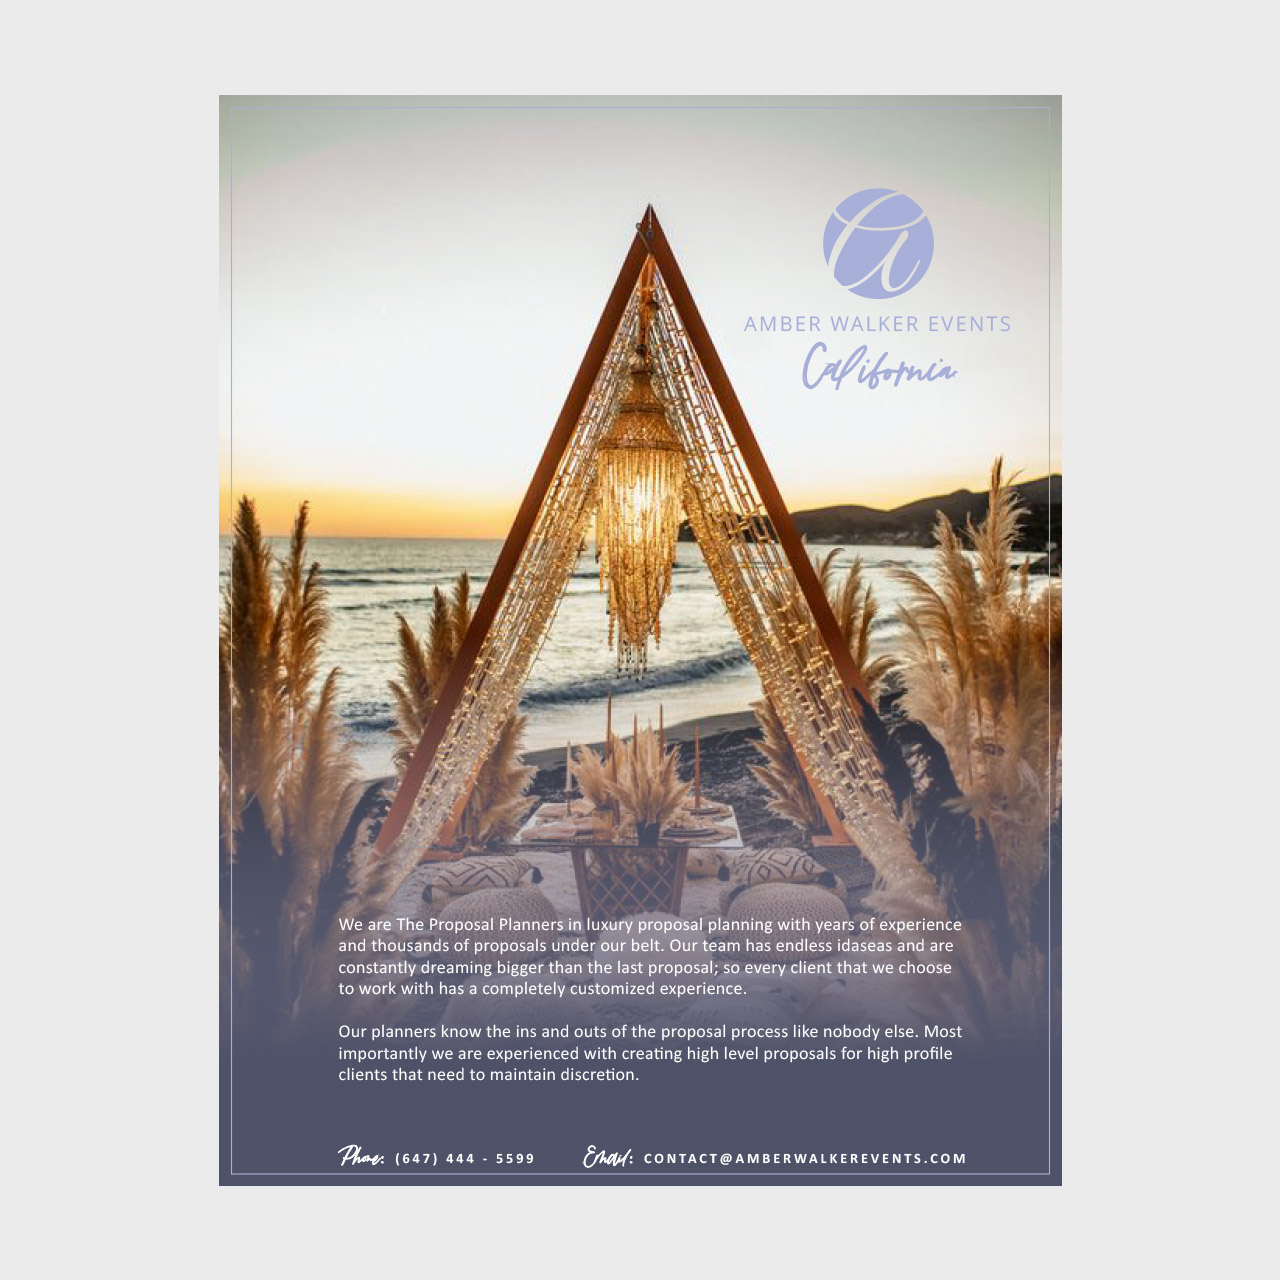 AMBER WALKER EVENTS
California
We are The Proposal Planners in luxury proposal planning with years of experience
and thousands of proposals under our belt. Our team has endless idaseas and are
constantly dreaming bigger than the last proposal; so every client that we choose
to work with has a completely customized experience.
Our planners know the ins and outs of the proposal process like nobody else. Most
importantly we are experienced with creating high level proposals for high profile
clients that need to maintain discretion.
Phone: (647) 444 - 5599 Email: CONTACT@AMBERWALKEREVENTS.COM